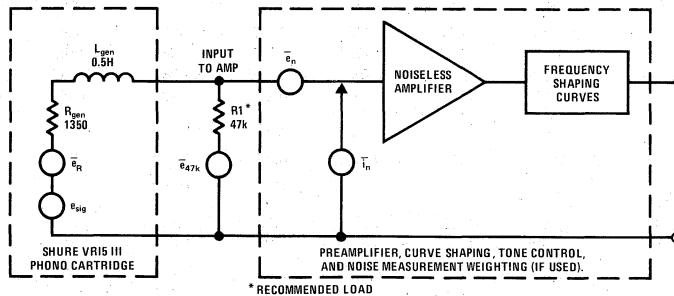 Lgen
0.5H
Rgen
1350
eR
esig
SHURE VR15 III
PHONO CARTRIDGE
INPUT
TO AMP
R1*
47k
e47k
en
in
NOISELESS
AMPLIFIER
FREQUENCY
SHAPING
CURVES
PREAMPLIFIER, CURVE SHAPING, TONE CONTROL,
AND NOISE MEASUREMENT WEIGHTING (IF USED).
* RECOMMENDED LOAD